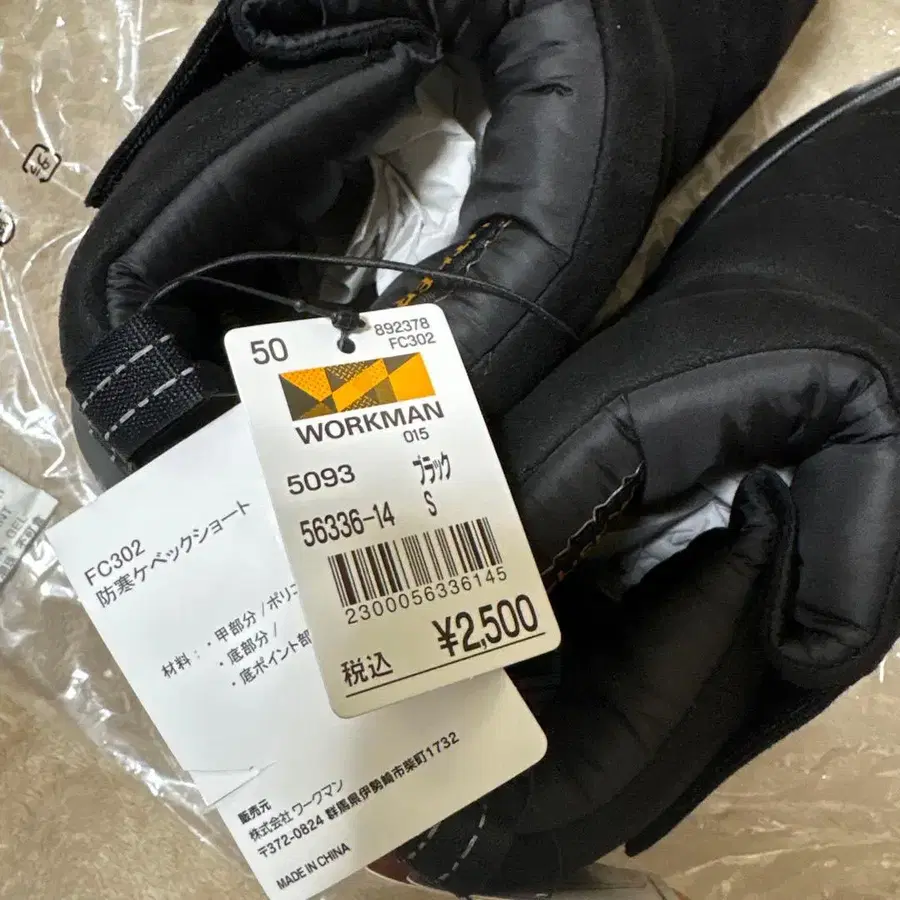 892378
50
FC302
WORKMAN
015
5093
ブラック
56336-14
S
2300056336145
税込
¥2,500
FC302
防寒ケベックショート
材料:・甲部分/ポリ
・底部分/
・底ポイント部
販売元
株式会社ワークマン
〒372-0824 群馬県伊勢崎市柴町1732
MADE IN CHINA
プラ
GEL